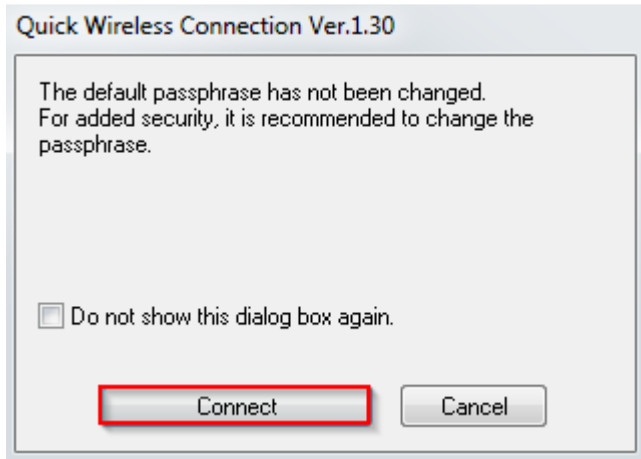 Quick Wireless Connection Ver.1.30
The default passphrase has not been changed.
For added security, it is recommended to change the
passphrase.
Do not show this dialog box again.
Connect
Cancel